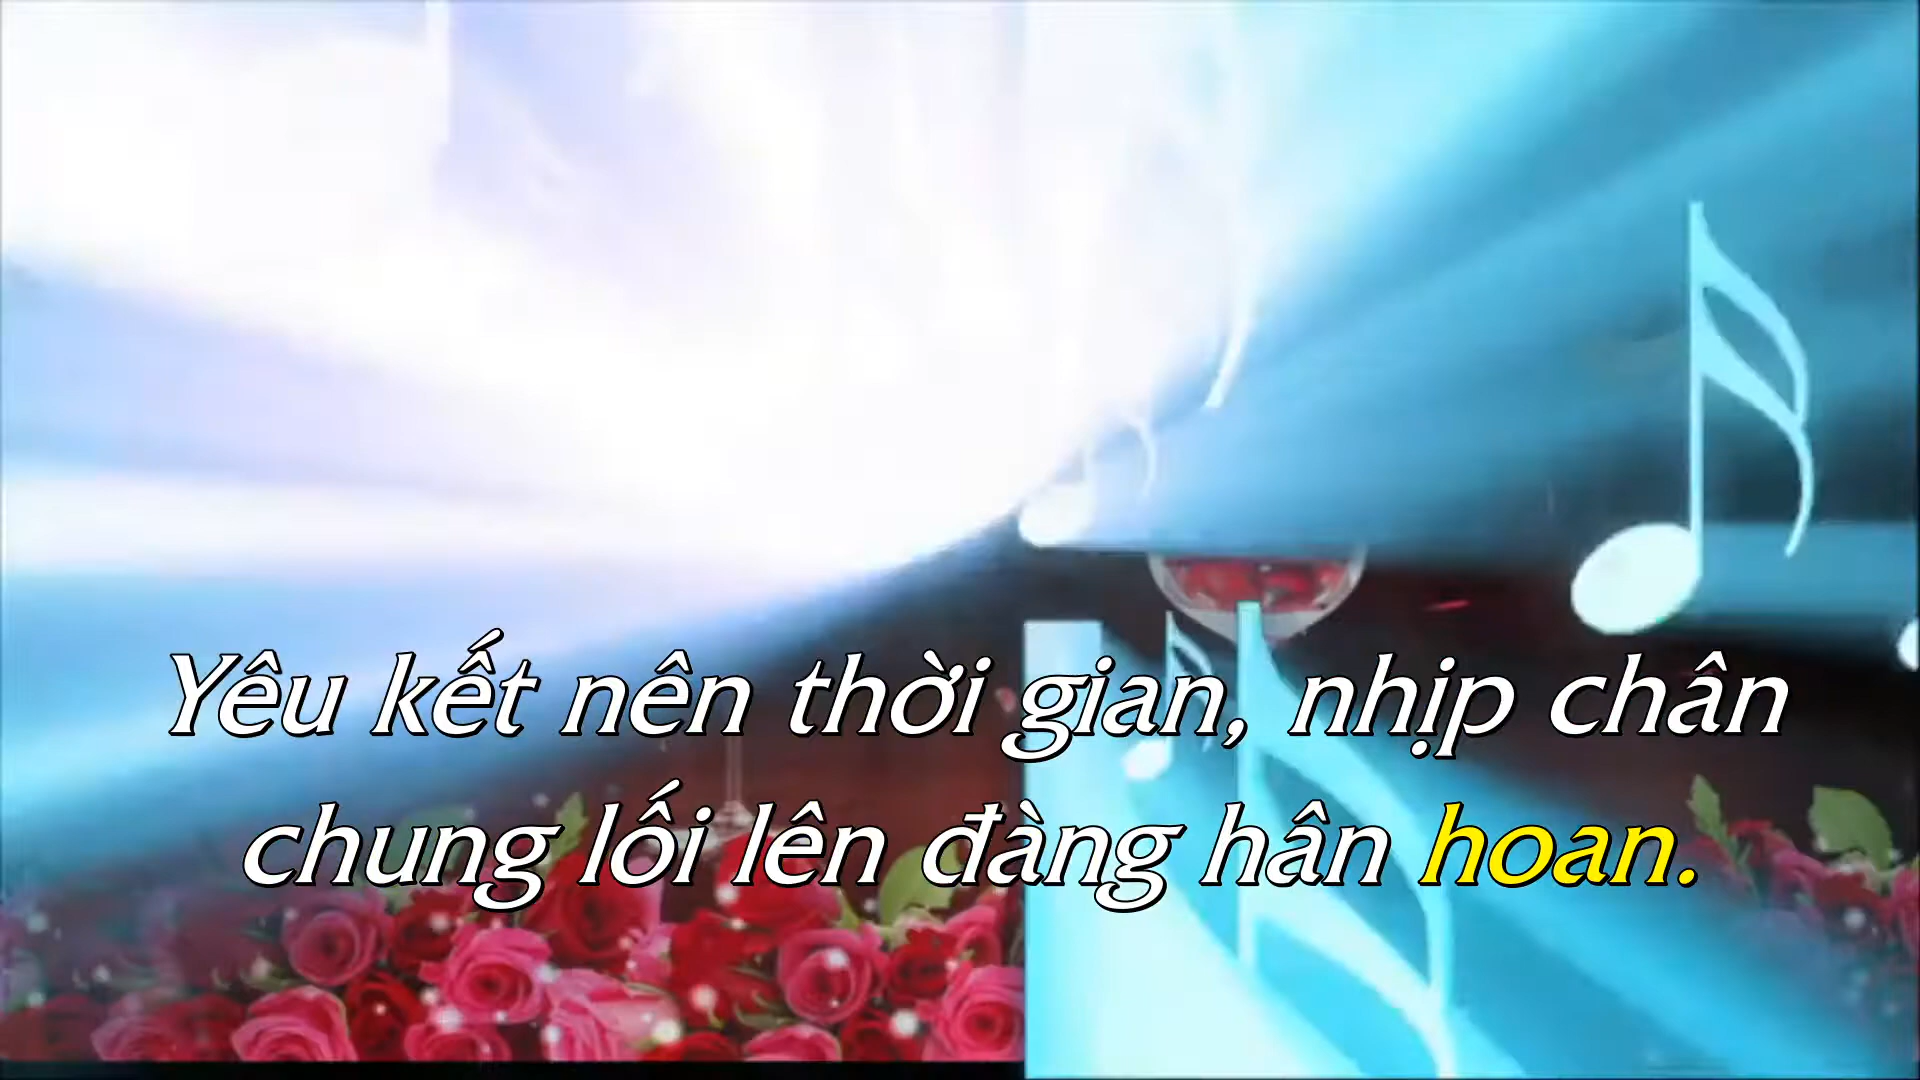 Yêu kết nên thời gian, nhịp chân
chung lối lên đàng hân hoan.